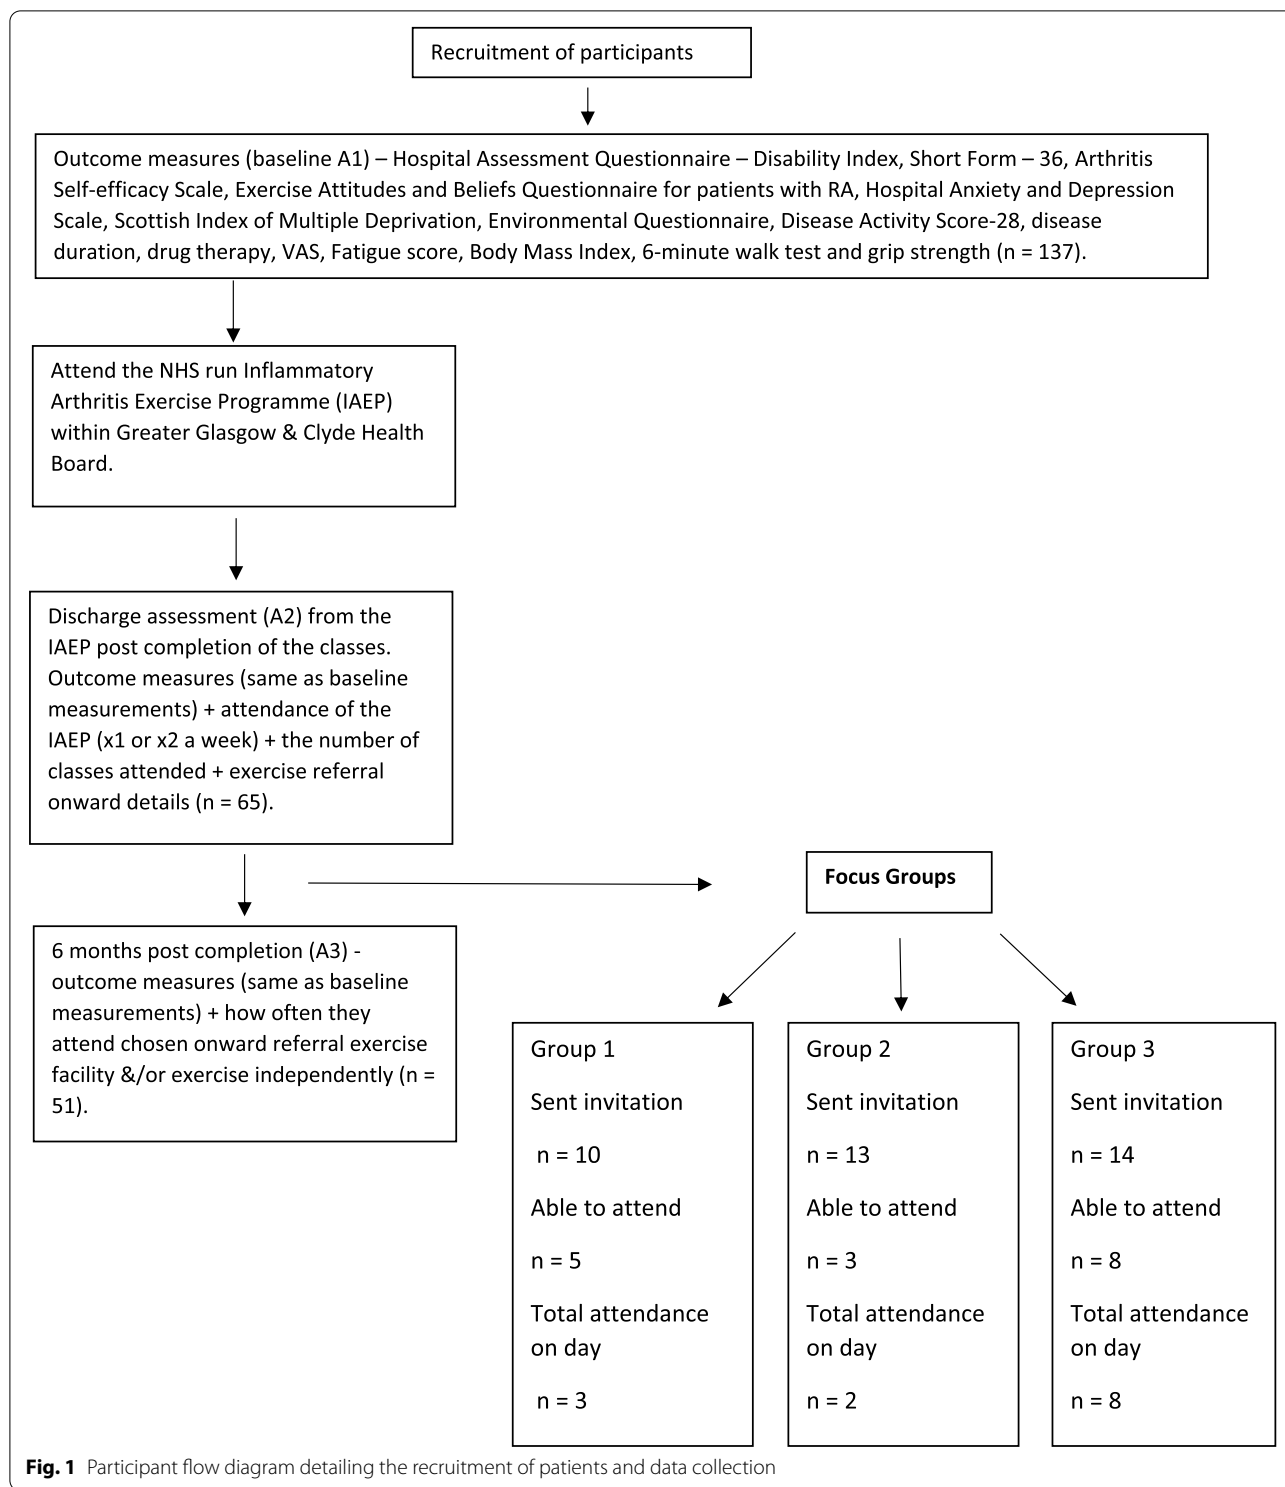 Recruitment of participants
Outcome measures (baseline A1) – Hospital Assessment Questionnaire – Disability Index, Short Form – 36, Arthritis
Self-efficacy Scale, Exercise Attitudes and Beliefs Questionnaire for patients with RA, Hospital Anxiety and Depression
Scale, Scottish Index of Multiple Deprivation, Environmental Questionnaire, Disease Activity Score-28, disease
duration, drug therapy, VAS, Fatigue score, Body Mass Index, 6-minute walk test and grip strength (n = 137).
Attend the NHS run Inflammatory
Arthritis Exercise Programme (IAEP)
within Greater Glasgow & Clyde Health
Board.
Discharge assessment (A2) from the
IAEP post completion of the classes.
Outcome measures (same as baseline
measurements) + attendance of the
IAEP (x1 or x2 a week) + the number of
classes attended + exercise referral
onward details (n = 65).
6 months post completion (A3) -
outcome measures (same as baseline
measurements) + how often they
attend chosen onward referral exercise
facility &/or exercise independently (n =
51).
Focus Groups
Group 1
Sent invitation
n = 10
Able to attend
n = 5
Total attendance
on day
n = 3
Group 2
Sent invitation
n = 13
Able to attend
n = 3
Total attendance
on day
n = 2
Group 3
Sent invitation
n = 14
Able to attend
n = 8
Total attendance
on day
n = 8
Fig. 1 Participant flow diagram detailing the recruitment of patients and data collection